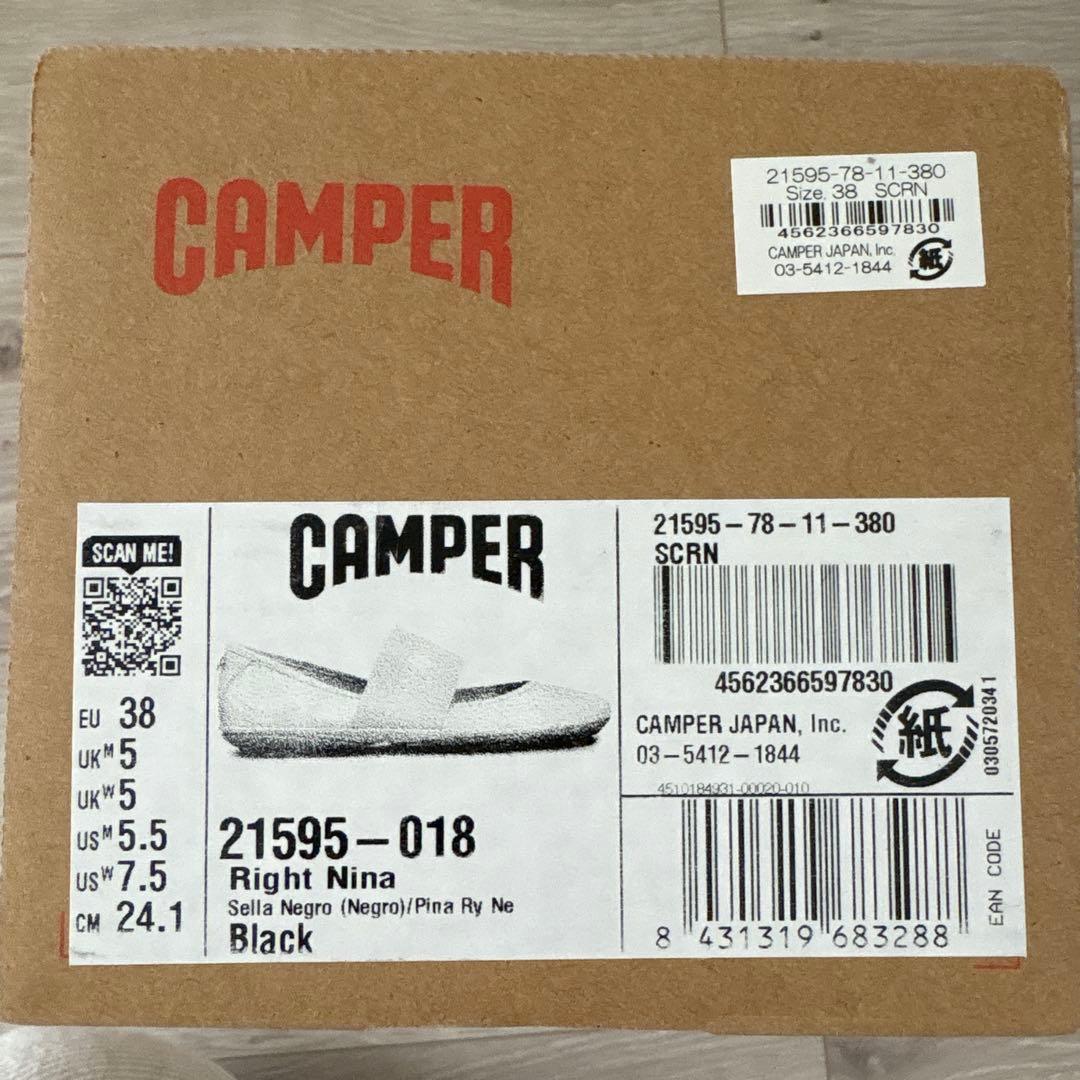 CAMPER
21595-78-11-380
Size. 38 SCRN
4562366597830
CAMPER JAPAN, Inc.
03-5412-1844
紙
SCAN ME!
EU 38
UK M 5
UK W 5
US M 5.5
US W 7.5
CM 24.1
CAMPER
21595-018
Right Nina
Sella Negro (Negro)/Pina Ry Ne
Black
21595-78-11-380
SCRN
4562366597830
CAMPER JAPAN, Inc.
03-5412-1844
紙
0305720341
4510184931-00020-010
8 431319 683288
EAN CODE